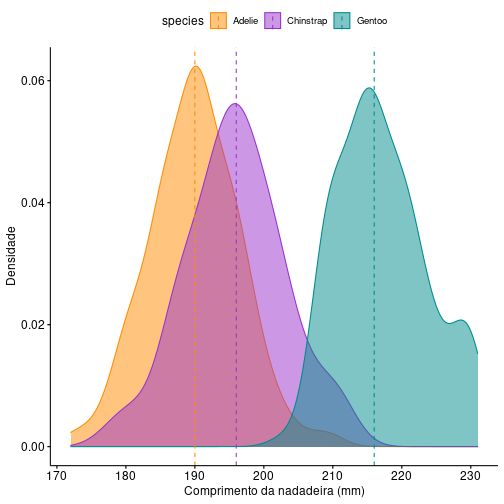 species Adelie Chinstrap Gentoo
0.06
0.04
0.02
0.00
Densidade
170 180 190 200 210 220 230
Comprimento da nadadeira (mm)